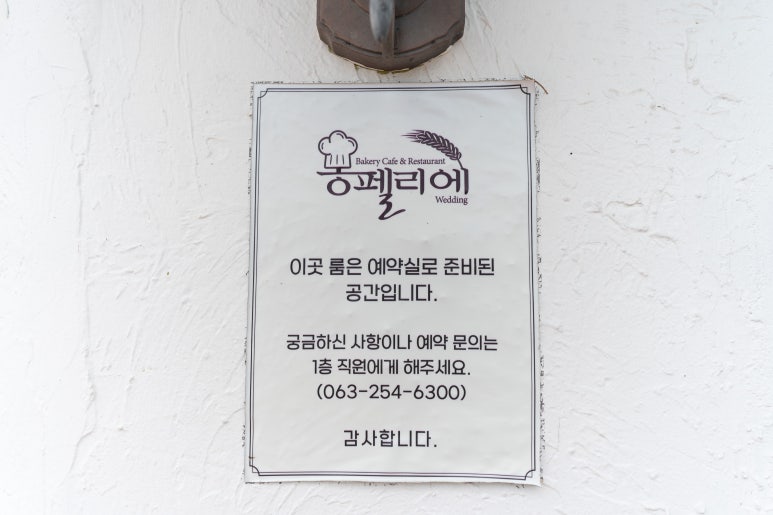 Bakery Cafe & Restaurant
몽펠리에
Wedding
이곳 룸은 예약실로 준비된
공간입니다.
궁금하신 사항이나 예약 문의는
1층 직원에게 해주세요.
(063-254-6300)
감사합니다.